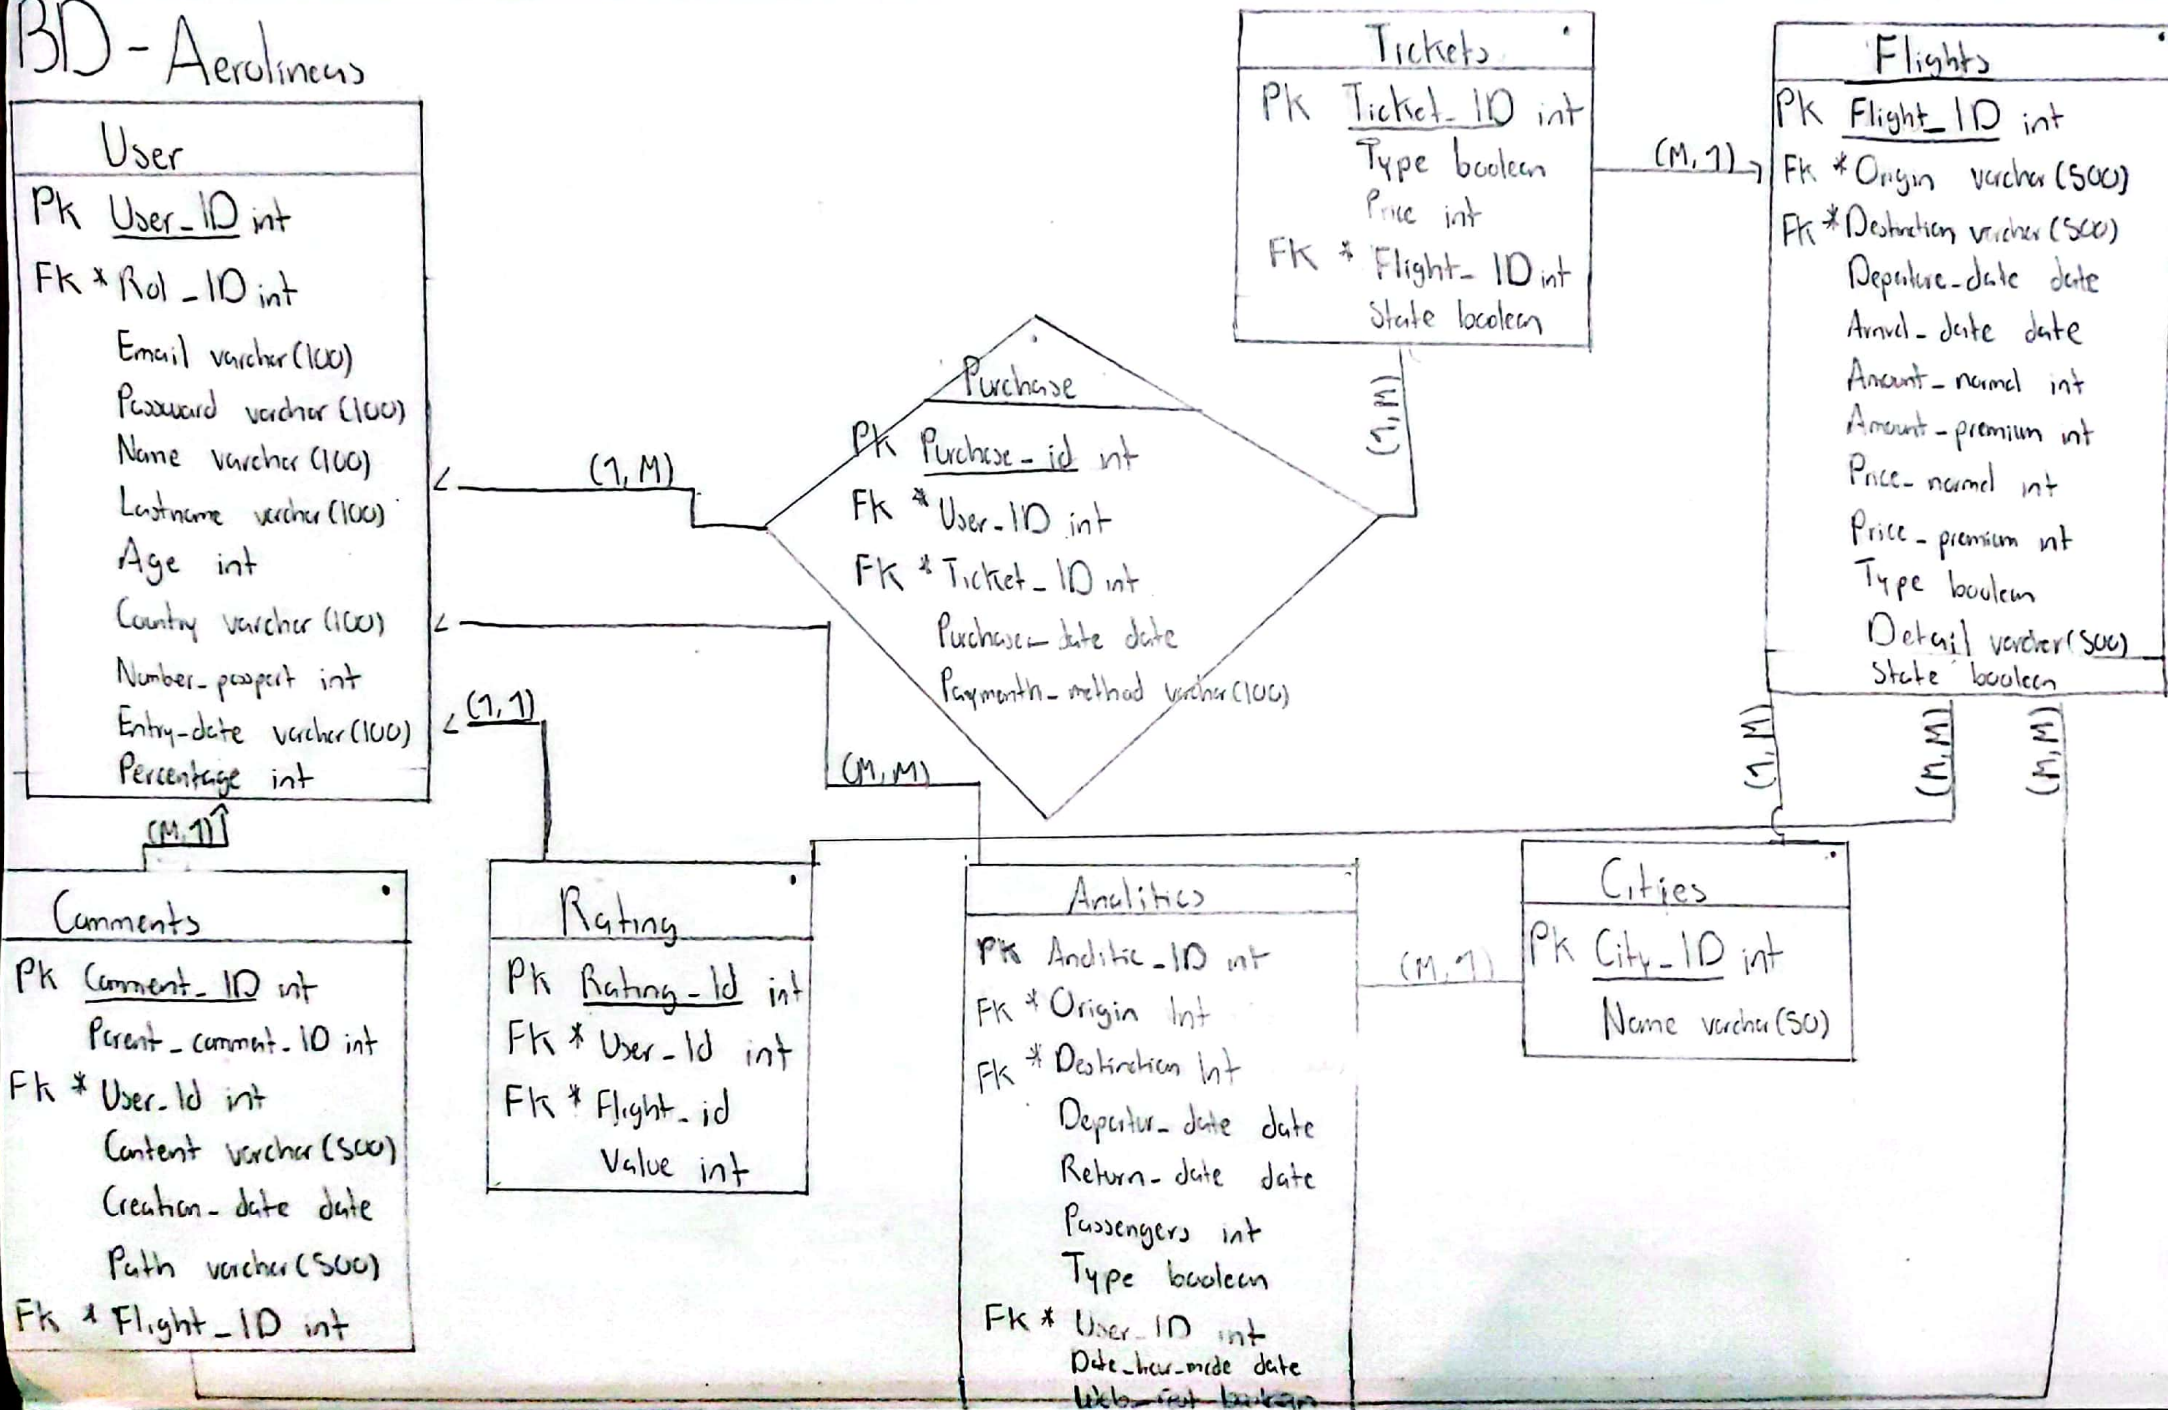 BD - Aerolineas
User
Pk User_ID int
Fk * Rol_ID int
Email varchar(100)
Password varchar(100)
Name varchar(100)
Lastname varchar(100)
Age int
Country varchar(100)
Number_pasport int
Entry-date varchar(100)
Percentage int
(1,M)
(1,1)
(M,M)
(M,1)
Purchase
Pk Purchase_id int
Fk * User_ID int
Fk * Ticket_ID int
Purchase_date date
Paymonth_method varchar(100)
Tickets
Pk Ticket_ID int
Type boolean
Price int
Fk * Flight_ID int
State boolean
(M,1)
(1,M)
Flights
Pk Flight_ID int
Fk * Origin varchar(500)
Fk * Destination varchar(500)
Departure_date date
Arrival_date date
Amount_normal int
Amount_premium int
Price_normal int
Price_premium int
Type boolean
Detail varchar(500)
State boolean
(1,M)
(M,M)
(M,M)
Comments
Pk Comment_ID int
Parent_comment_ID int
Fk * User_Id int
Content varchar(500)
Creation_date date
Path varchar(500)
Fk * Flight_ID int
Rating
Pk Rating_Id int
Fk * User_Id int
Fk * Flight_id
Value int
Analitics
Pk Analitic_ID int
Fk * Origin Int
Fk * Destination Int
Departur_date date
Return_date date
Passengers int
Type boolean
Fk * User_ID int
date
(M,1)
Cities
Pk City_ID int
Name varchar(50)